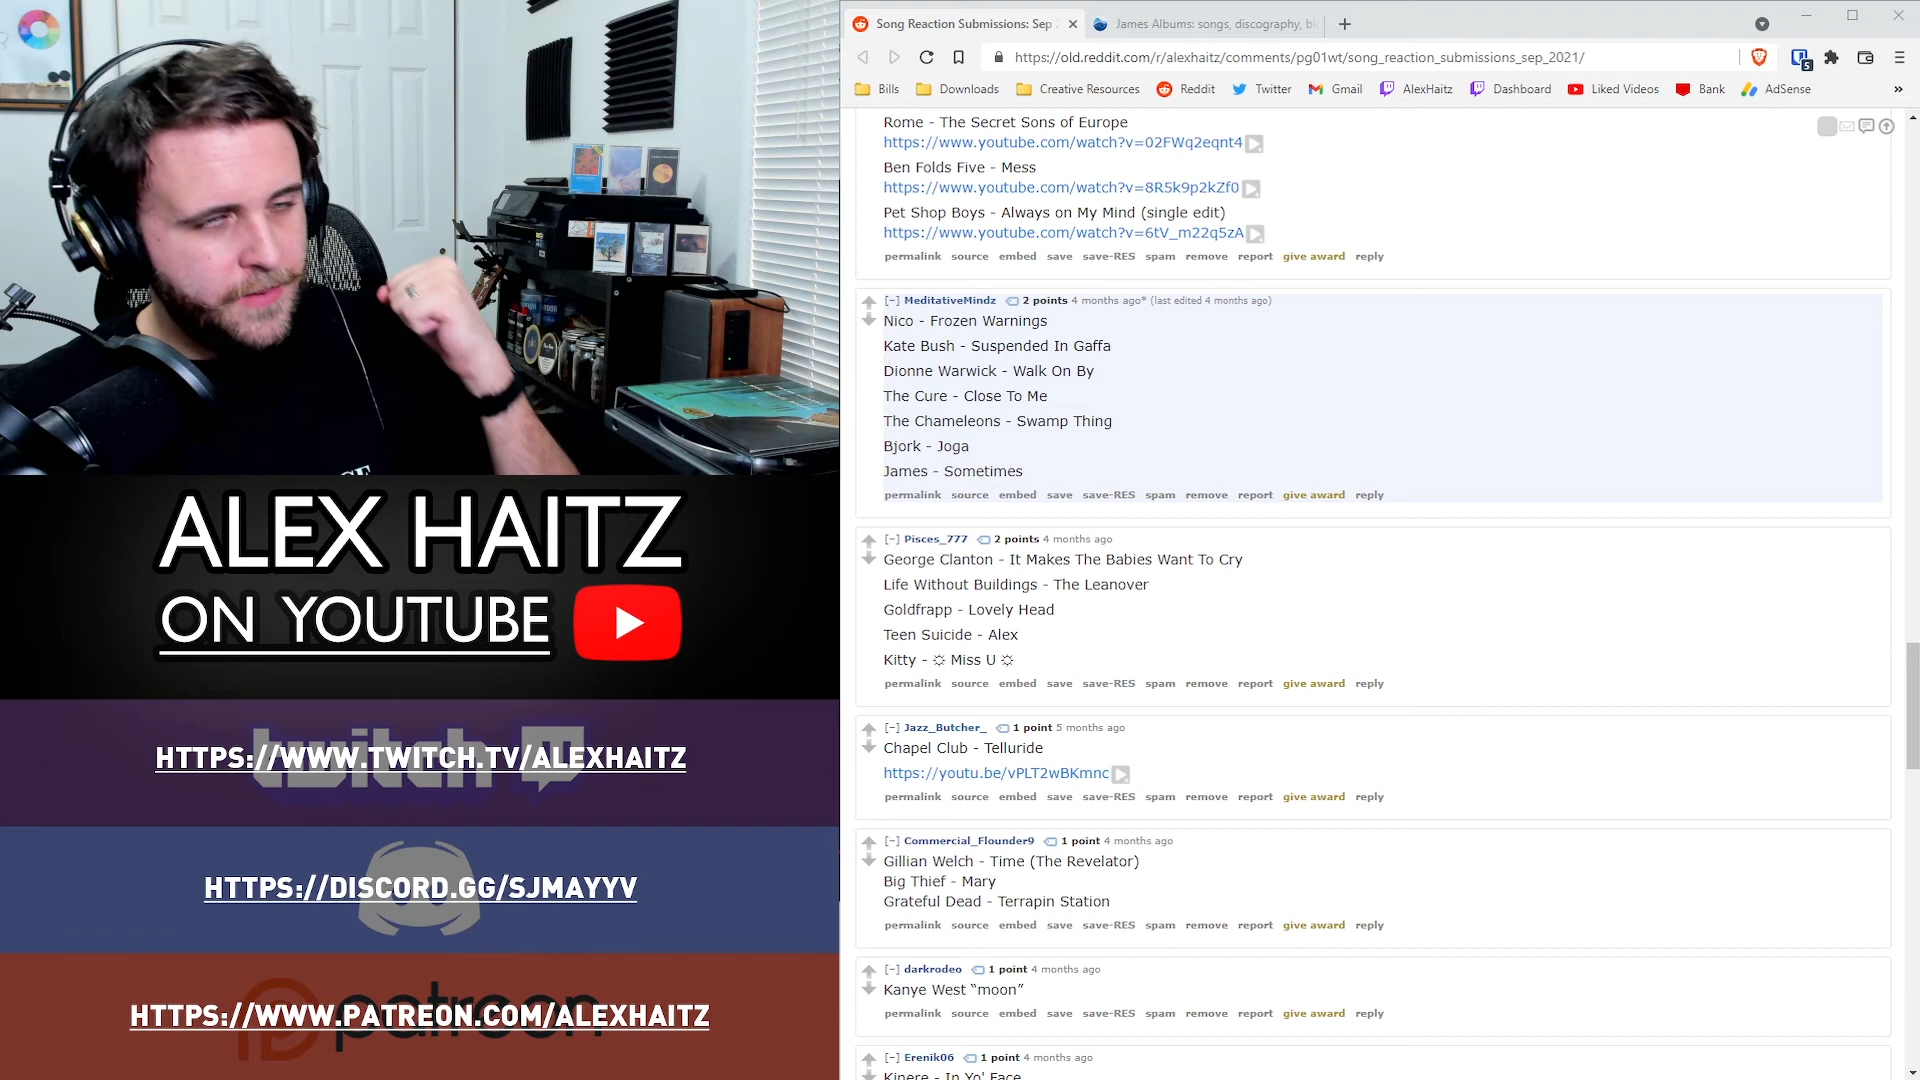 Song Reaction Submissions: Sep 2
James Albums: songs, discography, bi
https://old.reddit.com/r/alexhaitz/comments/pg01wt/song_reaction_submissions_sep_2021/
5
Bills Downloads Creative Resources Reddit Twitter Gmail AlexHaitz Dashboard Liked Videos Bank AdSense »
Rome - The Secret Sons of Europe
https://www.youtube.com/watch?v=02FWq2eqnt4
Ben Folds Five - Mess
https://www.youtube.com/watch?v=8R5k9p2kZf0
Pet Shop Boys - Always on My Mind (single edit)
https://www.youtube.com/watch?v=6tV_m22q5zA
permalink source embed save save-RES spam remove report give award reply
[-] MeditativeMindz 2 points 4 months ago* (last edited 4 months ago)
Nico - Frozen Warnings
Kate Bush - Suspended In Gaffa
Dionne Warwick - Walk On By
The Cure - Close To Me
The Chameleons - Swamp Thing
Bjork - Joga
James - Sometimes
permalink source embed save save-RES spam remove report give award reply
[-] Pisces_777 2 points 4 months ago
George Clanton - It Makes The Babies Want To Cry
Life Without Buildings - The Leanover
Goldfrapp - Lovely Head
Teen Suicide - Alex
Kitty - ☼ Miss U ☼
permalink source embed save save-RES spam remove report give award reply
[-] Jazz_Butcher_ 1 point 5 months ago
Chapel Club - Telluride
https://youtu.be/vPLT2wBKmnc
permalink source embed save save-RES spam remove report give award reply
[-] Commercial_Flounder9 1 point 4 months ago
Gillian Welch - Time (The Revelator)
Big Thief - Mary
Grateful Dead - Terrapin Station
permalink source embed save save-RES spam remove report give award reply
[-] darkrodeo 1 point 4 months ago
Kanye West “moon”
permalink source embed save save-RES spam remove report give award reply
[-] Erenik06 1 point 4 months ago
Kinere - In Yo' Face
ALEX HAITZ
ON YOUTUBE
twitch
HTTPS://WWW.TWITCH.TV/ALEXHAITZ
HTTPS://DISCORD.GG/SJMAYYV
patreon
HTTPS://WWW.PATREON.COM/ALEXHAITZ